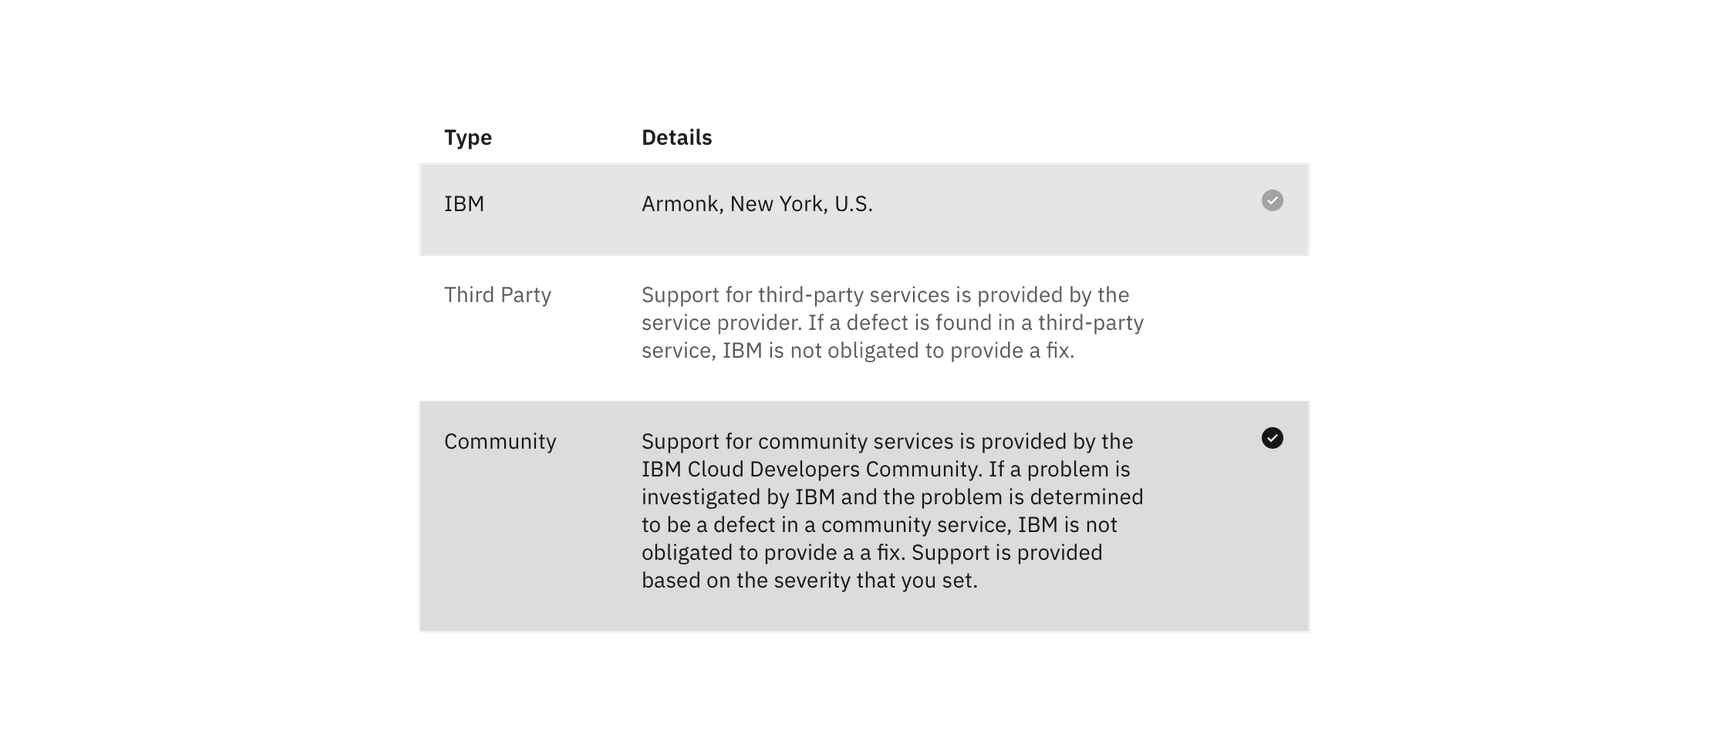 Type Details
IBM Armonk, New York, U.S.
Third Party Support for third-party services is provided by the
service provider. If a defect is found in a third-party
service, IBM is not obligated to provide a fix.
Community Support for community services is provided by the
IBM Cloud Developers Community. If a problem is
investigated by IBM and the problem is determined
to be a defect in a community service, IBM is not
obligated to provide a a fix. Support is provided
based on the severity that you set.